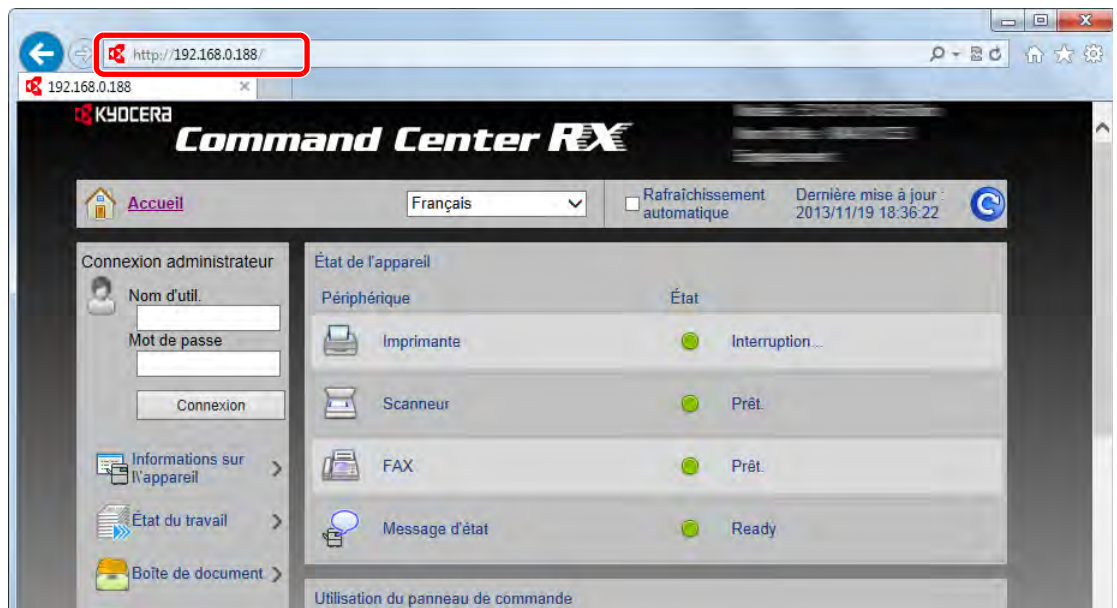 http://192.168.0.188/
192.168.0.188
KYOCERA
Command Center RX
Accueil
Français
Rafraîchissement
automatique
Dernière mise à jour :
2013/11/19 18:36:22
Connexion administrateur
Nom d'util.
Mot de passe
Connexion
Informations sur
l\'appareil
État du travail
Boîte de document
État de l'appareil
Périphérique État
Imprimante Interruption...
Scanneur Prêt.
FAX Prêt.
Message d'état Ready
Utilisation du panneau de commande